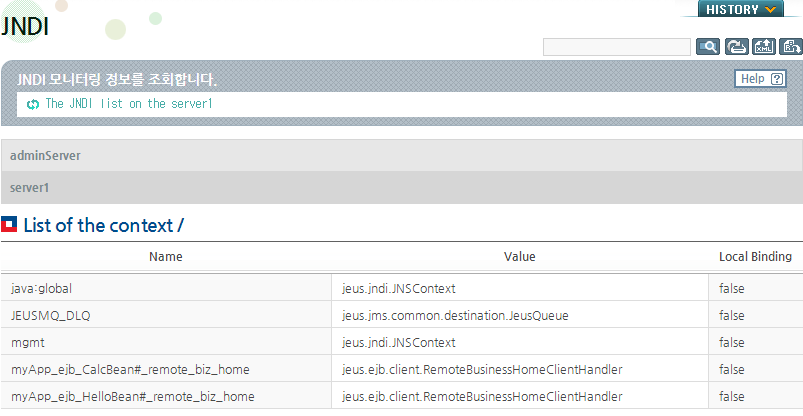 HISTORY
JNDI
JNDI 모니터링 정보를 조회합니다.
Help ?
The JNDI list on the server1
adminServer
server1
List of the context /
Name Value Local Binding
java:global jeus.jndi.JNSContext false
JEUSMQ_DLQ jeus.jms.common.destination.JeusQueue false
mgmt jeus.jndi.JNSContext false
myApp_ejb_CalcBean#_remote_biz_home jeus.ejb.client.RemoteBusinessHomeClientHandler false
myApp_ejb_HelloBean#_remote_biz_home jeus.ejb.client.RemoteBusinessHomeClientHandler false